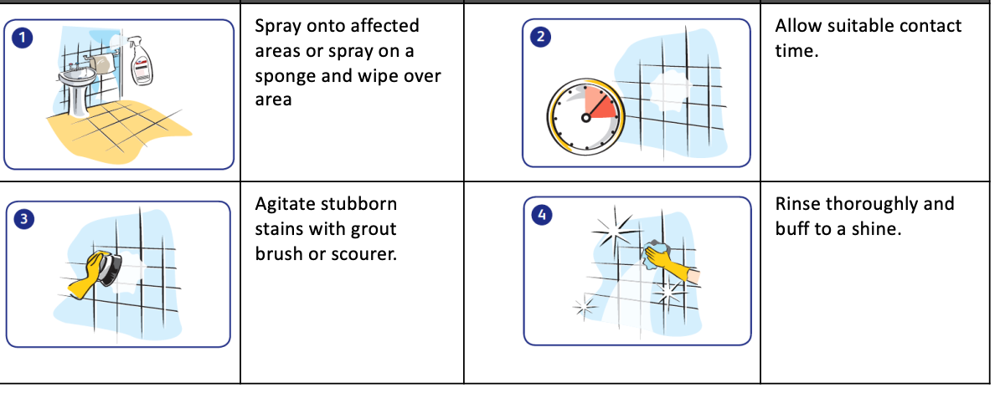 1
Spray onto affected
areas or spray on a
sponge and wipe over
area
2
Allow suitable contact
time.
3
Agitate stubborn
stains with grout
brush or scourer.
4
Rinse thoroughly and
buff to a shine.